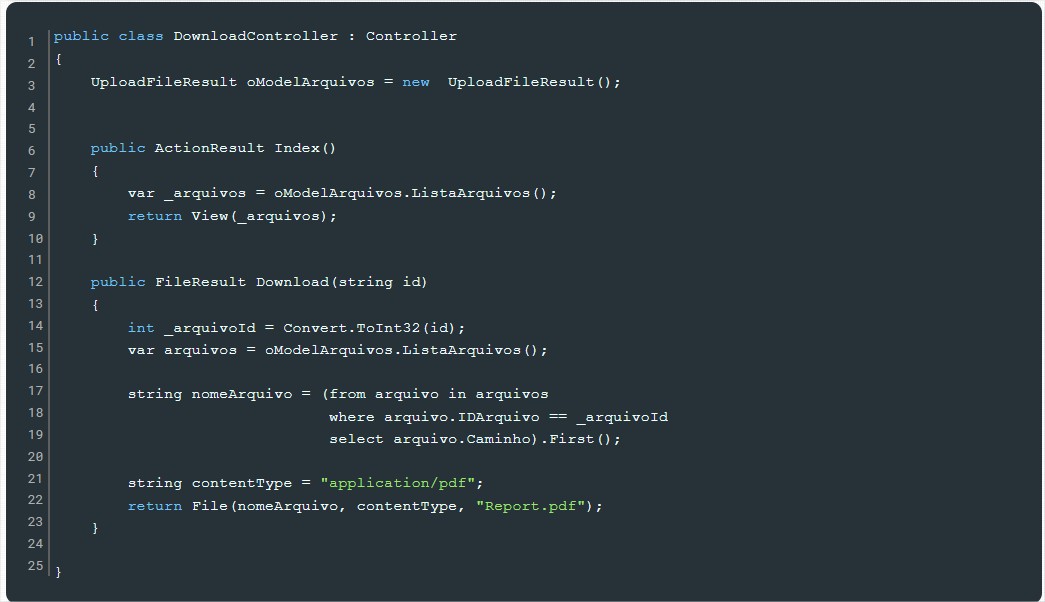 1 public class DownloadController : Controller
2 {
3 UploadFileResult oModelArquivos = new  UploadFileResult();
4
5
6 public ActionResult Index()
7 {
8 var _arquivos = oModelArquivos.ListaArquivos();
9 return View(_arquivos);
10 }
11
12 public FileResult Download(string id)
13 {
14 int _arquivoId = Convert.ToInt32(id);
15 var arquivos = oModelArquivos.ListaArquivos();
16
17 string nomeArquivo = (from arquivo in arquivos
18 where arquivo.IDArquivo == _arquivoId
19 select arquivo.Caminho).First();
20
21 string contentType = "application/pdf";
22 return File(nomeArquivo, contentType, "Report.pdf");
23 }
24
25 }